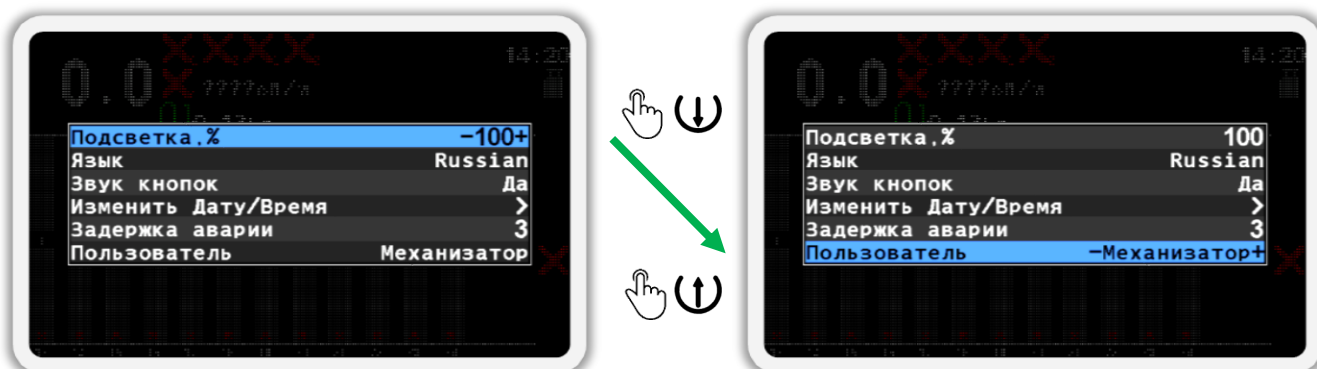 0.0
14:20
Подсветка,% -100+
Язык Russian
Звук кнопок Да
Изменить Дату/Время >
Задержка аварии 3
Пользователь Механизатор
0.0
14:20
Подсветка,% 100
Язык Russian
Звук кнопок Да
Изменить Дату/Время >
Задержка аварии 3
Пользователь -Механизатор+